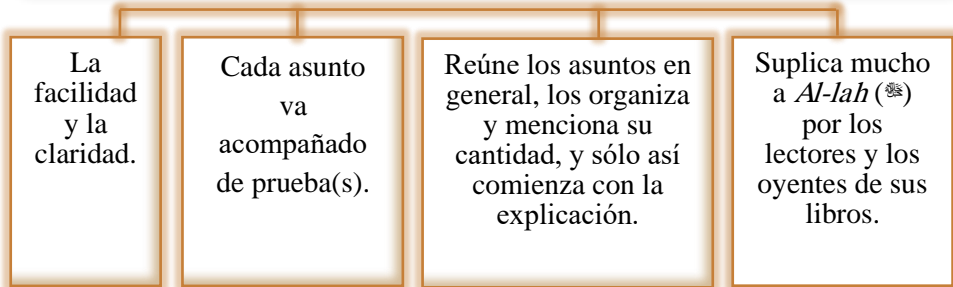 La
facilidad
y la
claridad.
Cada asunto
va
acompañado
de prueba(s).
Reúne los asuntos en
general, los organiza
y menciona su
cantidad, y sólo así
comienza con la
explicación.
Suplica mucho
a Al-lah (ﷻ)
por los
lectores y los
oyentes de sus
libros.